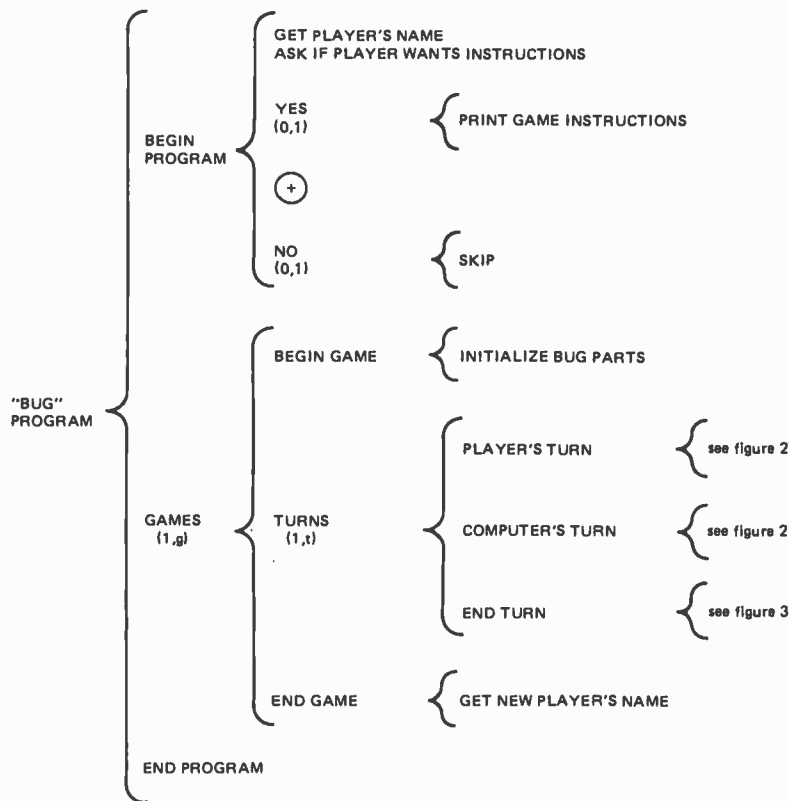 GET PLAYER'S NAME
ASK IF PLAYER WANTS INSTRUCTIONS
YES
(0,1)
PRINT GAME INSTRUCTIONS
BEGIN
PROGRAM
+
NO
(0,1)
SKIP
BEGIN GAME
INITIALIZE BUG PARTS
"BUG"
PROGRAM
PLAYER'S TURN
see figure 2
GAMES
(1,g)
TURNS
(1,t)
COMPUTER'S TURN
see figure 2
END TURN
see figure 3
END GAME
GET NEW PLAYER'S NAME
END PROGRAM